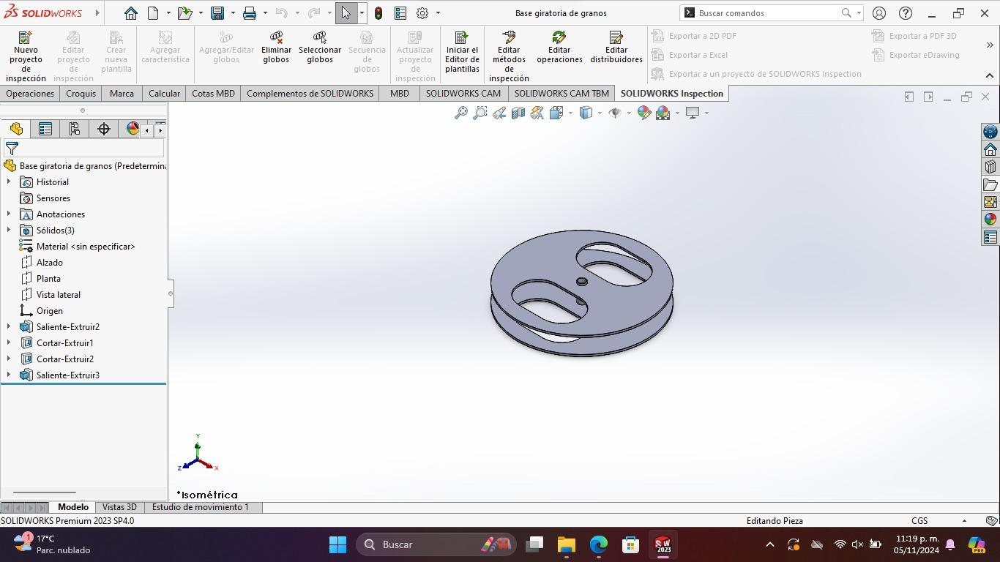 SOLIDWORKS
Base giratoria de granos
Buscar comandos
Nuevo
proyecto
de
inspección
Editar
proyecto
de
inspección
Crear
nueva
plantilla
Agregar
característica
Agregar/Editar
globos
Eliminar
globos
Seleccionar
globos
Secuencia
de
globos
Actualizar
proyecto
de
inspección
Iniciar el
Editor de
plantillas
Editar
métodos
de
inspección
Editar
operaciones
Editar
distribuidores
Exportar a 2D PDF
Exportar a Excel
Exportar a un proyecto de SOLIDWORKS Inspection
Exportar a PDF 3D
Exportar eDrawing
Operaciones
Croquis
Marca
Calcular
Cotas MBD
Complementos de SOLIDWORKS
MBD
SOLIDWORKS CAM
SOLIDWORKS CAM TBM
SOLIDWORKS Inspection
Base giratoria de granos (Predetermina
Historial
Sensores
Anotaciones
Sólidos(3)
Material <sin especificar>
Alzado
Planta
Vista lateral
Origen
Saliente-Extruir2
Cortar-Extruir1
Cortar-Extruir2
Saliente-Extruir3
Y
Z
X
*Isométrica
Modelo
Vistas 3D
Estudio de movimiento 1
SOLIDWORKS Premium 2023 SP4.0
Editando Pieza
CGS
1
17°C
Parc. nublado
Buscar
SW
2023
11:19 p. m.
05/11/2024
PRE